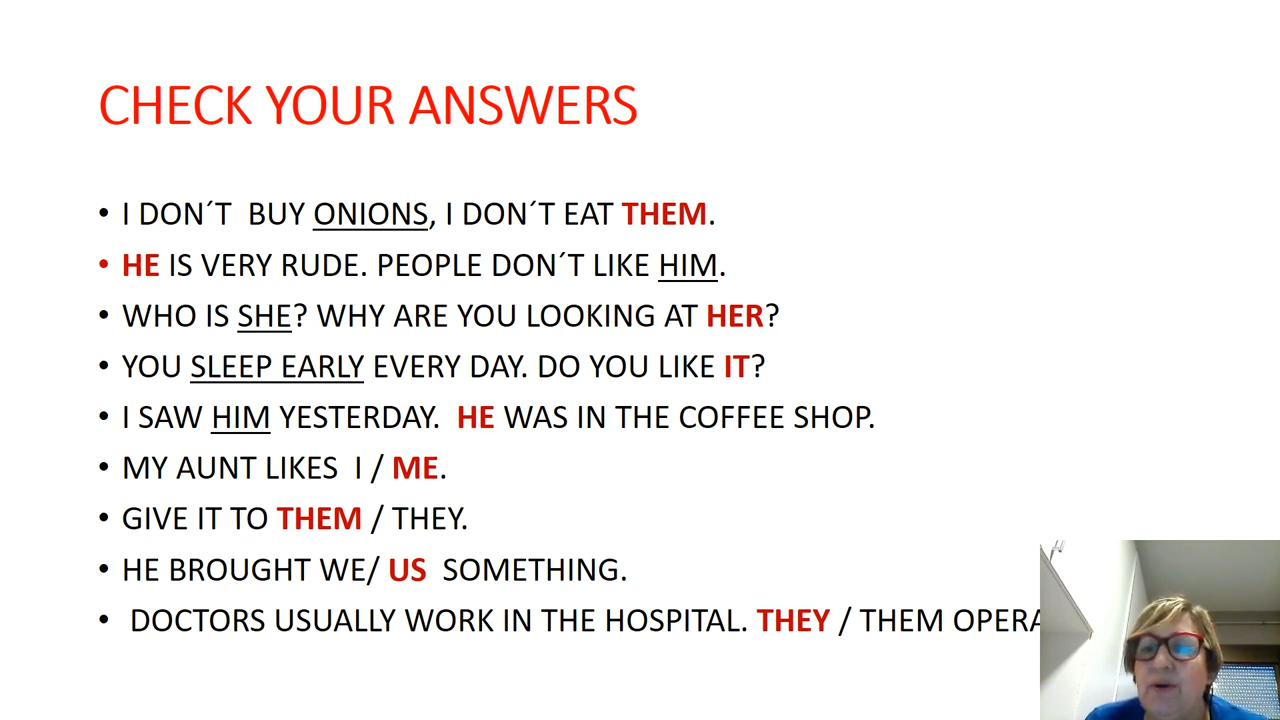 CHECK YOUR ANSWERS
• I DON´T BUY ONIONS, I DON´T EAT THEM.
• HE IS VERY RUDE. PEOPLE DON´T LIKE HIM.
• WHO IS SHE? WHY ARE YOU LOOKING AT HER?
• YOU SLEEP EARLY EVERY DAY. DO YOU LIKE IT?
• I SAW HIM YESTERDAY. HE WAS IN THE COFFEE SHOP.
• MY AUNT LIKES I / ME.
• GIVE IT TO THEM / THEY.
• HE BROUGHT WE/ US SOMETHING.
• DOCTORS USUALLY WORK IN THE HOSPITAL. THEY / THEM